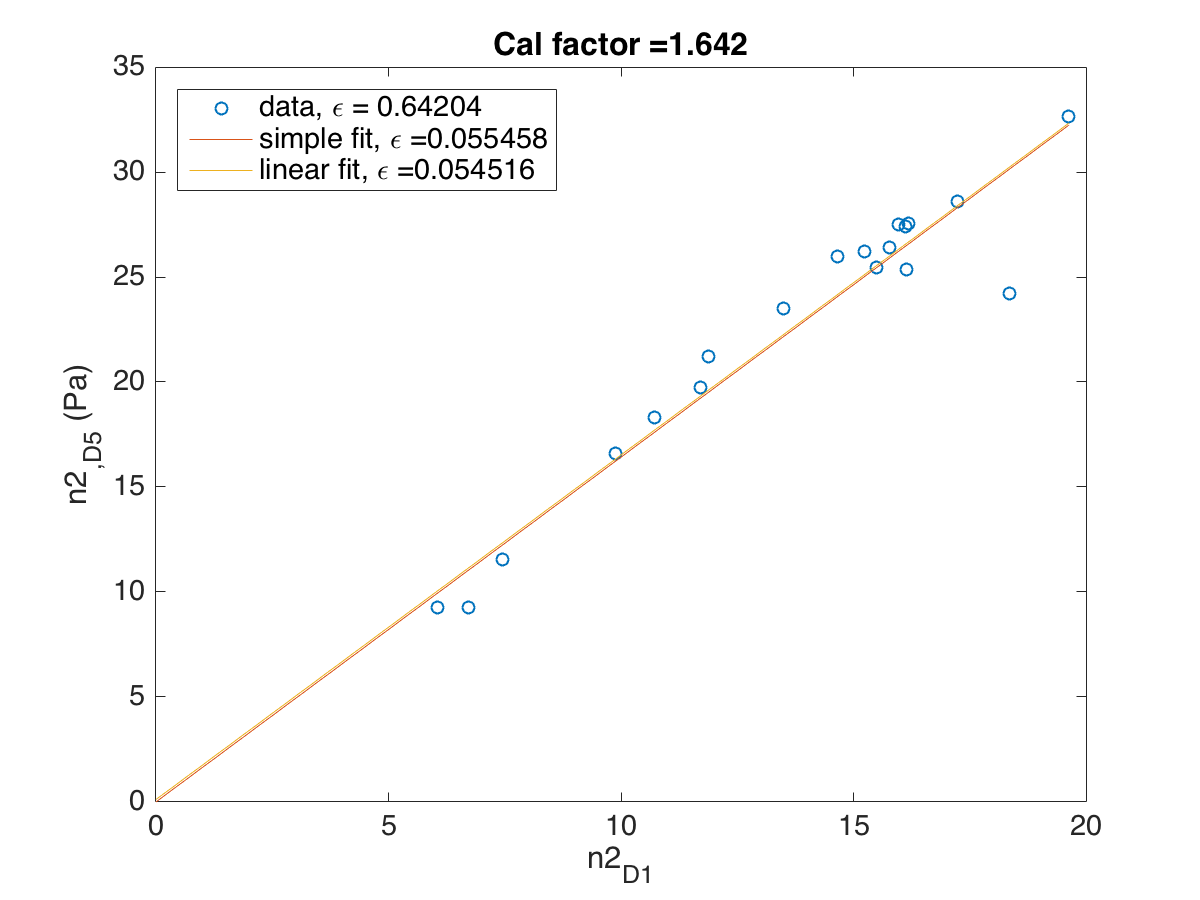 Cal factor =1.642
35
30
25
20
15
10
5
0
data, ϵ = 0.64204
simple fit, ϵ =0.055458
linear fit, ϵ =0.054516
n2,D5 (Pa)
0 5 10 15 20
n2D1